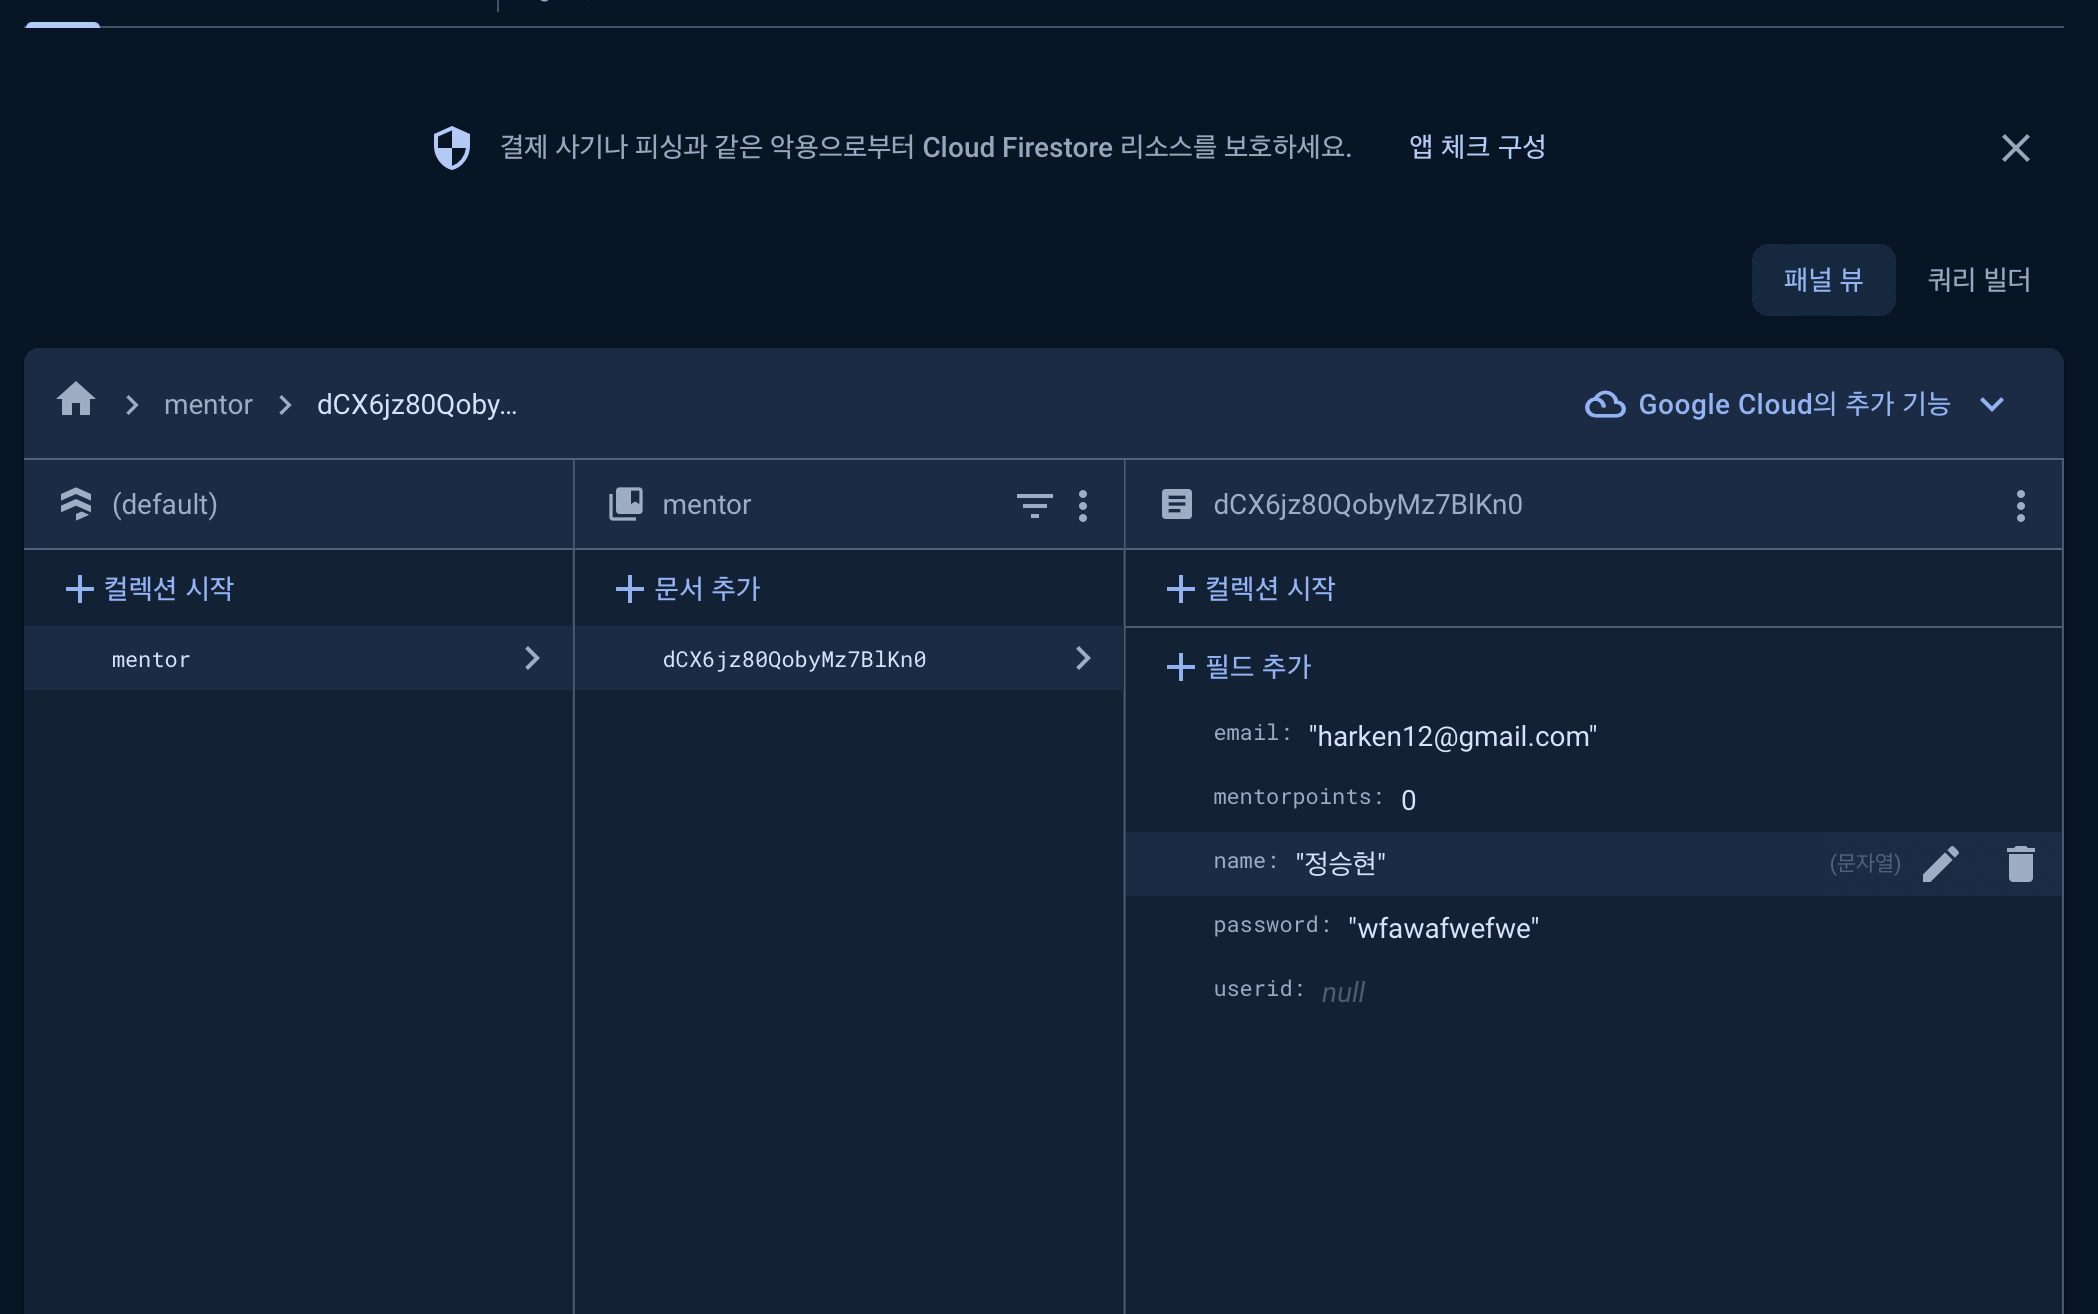 결제 사기나 피싱과 같은 악용으로부터 Cloud Firestore 리소스를 보호하세요. 앱 체크 구성
패널 뷰 쿼리 빌더
mentor dCX6jz80Qoby... Google Cloud의 추가 기능
(default) mentor dCX6jz80QobyMz7BlKn0
컬렉션 시작 문서 추가 컬렉션 시작
mentor dCX6jz80QobyMz7BlKn0
필드 추가
email: "harken12@gmail.com"
mentorpoints: 0
name: "정승현" (문자열)
password: "wfawafwefwe"
userid: null